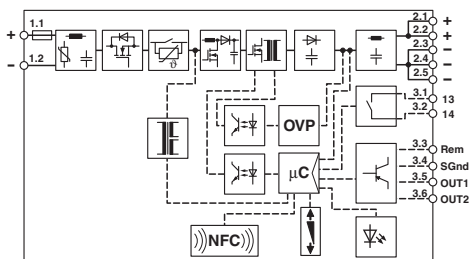 1.1
+
1.2
−
ϑ
2.1
+
2.2
+
2.3
−
2.4
−
2.5
−
3.1
13
3.2
14
OVP
µC
3.3
Rem
3.4
SGnd
3.5
OUT1
3.6
OUT2
NFC